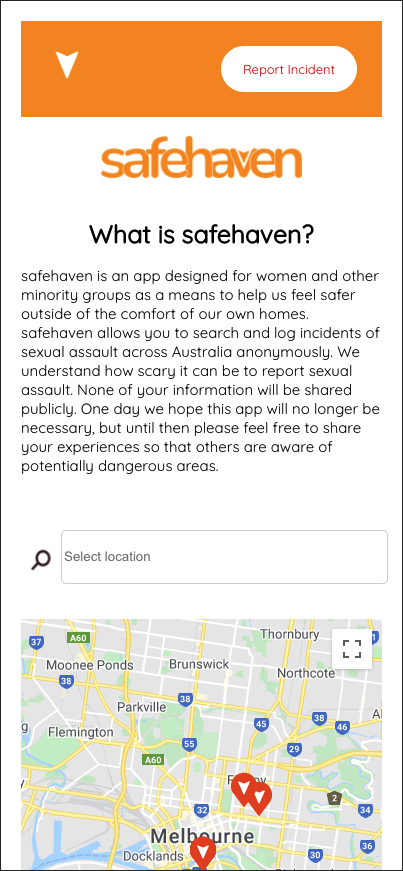 Report Incident
safehaven
What is safehaven?
safehaven is an app designed for women and other
minority groups as a means to help us feel safer
outside of the comfort of our own homes.
safehaven allows you to search and log incidents of
sexual assault across Australia anonymously. We
understand how scary it can be to report sexual
assault. None of your information will be shared
publicly. One day we hope this app will no longer be
necessary, but until then please feel free to share
your experiences so that others are aware of
potentially dangerous areas.
Select location
Thornbury
37
A60
Moonee Ponds
Brunswick
Northcote
38
38
Parkville
38
45
46
Flemington
55
29
A60
2
32
34
Melbourne
36
Docklands
30